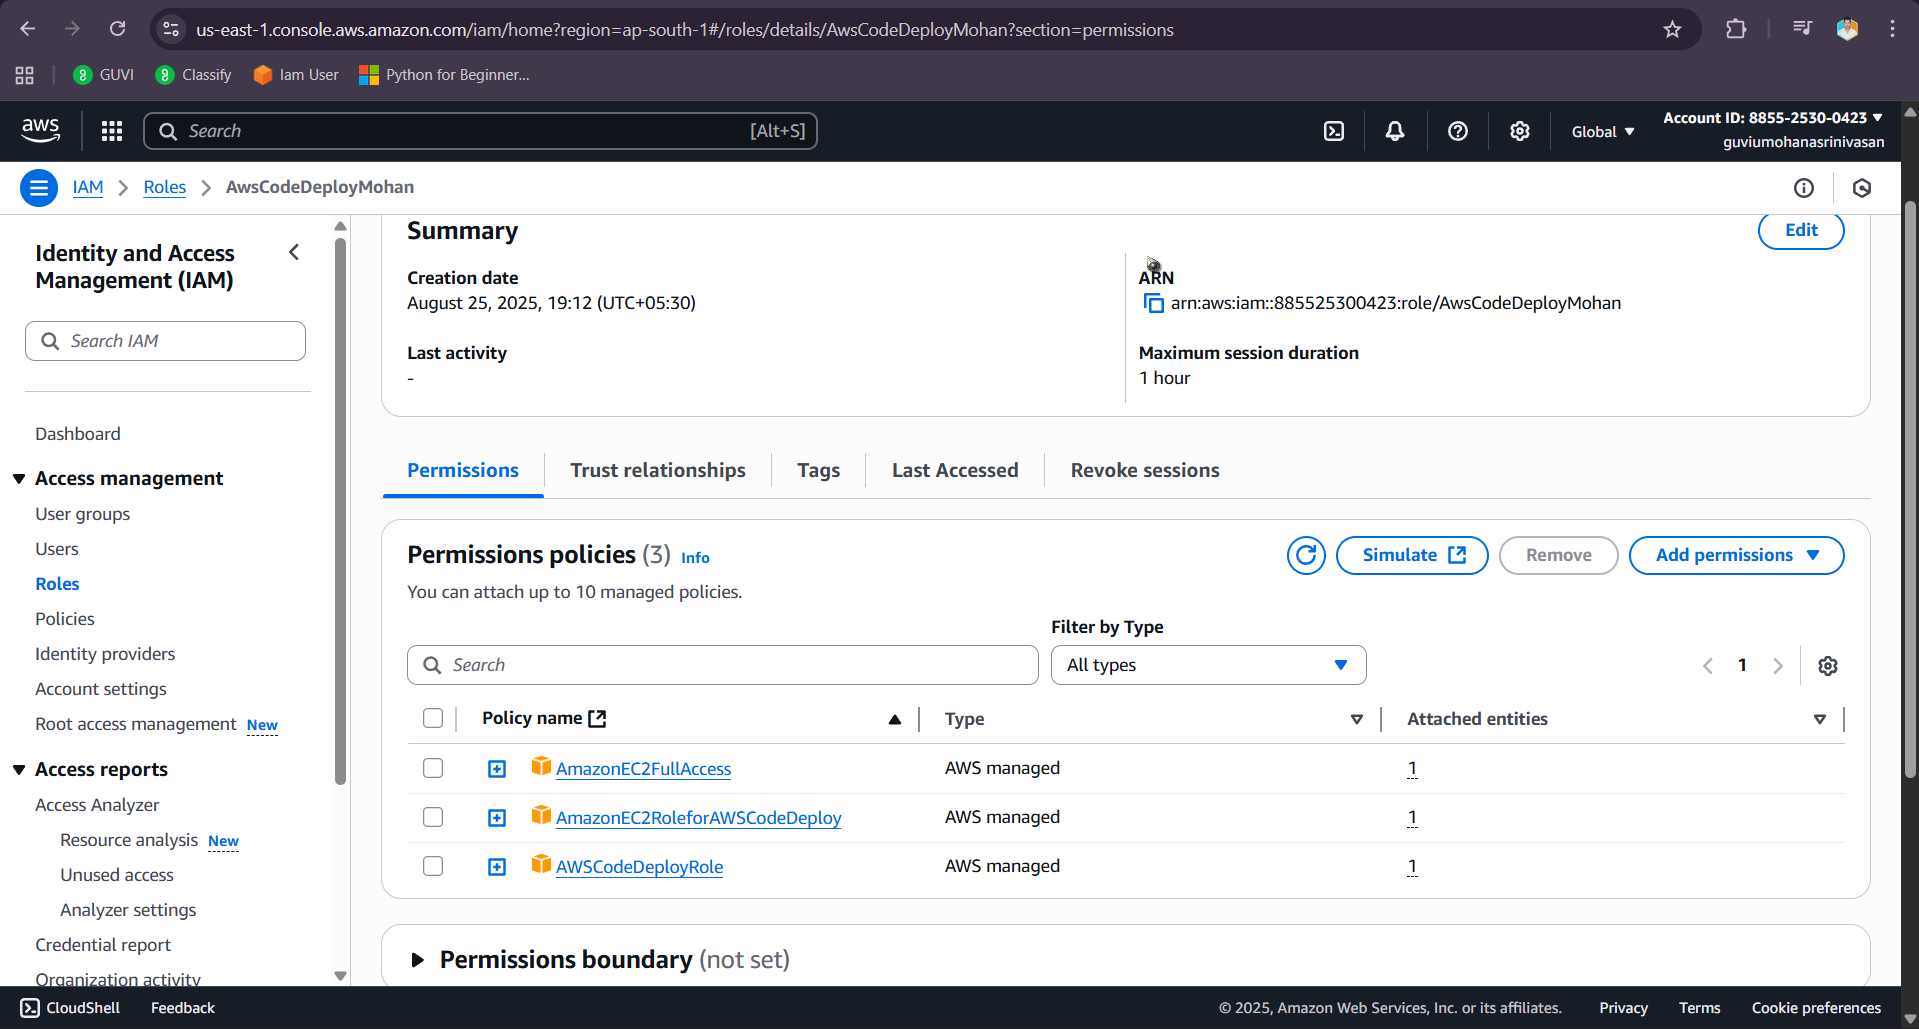 us-east-1.console.aws.amazon.com/iam/home?region=ap-south-1#/roles/details/AwsCodeDeployMohan?section=permissions
GUVI Classify Iam User Python for Beginner...
aws Search [Alt+S] Global Account ID: 8855-2530-0423
guviumohanasrinivasan
IAM Roles AwsCodeDeployMohan
Identity and Access
Management (IAM)
Search IAM
Dashboard
Access management
User groups
Users
Roles
Policies
Identity providers
Account settings
Root access management New
Access reports
Access Analyzer
Resource analysis New
Unused access
Analyzer settings
Credential report
Organization activity
Summary Edit
Creation date
August 25, 2025, 19:12 (UTC+05:30)
ARN
arn:aws:iam::885525300423:role/AwsCodeDeployMohan
Last activity
-
Maximum session duration
1 hour
Permissions Trust relationships Tags Last Accessed Revoke sessions
Permissions policies (3) Info Simulate Remove Add permissions
You can attach up to 10 managed policies.
Filter by Type
Search All types 1
Policy name Type Attached entities
AmazonEC2FullAccess AWS managed 1
AmazonEC2RoleforAWSCodeDeploy AWS managed 1
AWSCodeDeployRole AWS managed 1
Permissions boundary (not set)
CloudShell Feedback © 2025, Amazon Web Services, Inc. or its affiliates. Privacy Terms Cookie preferences